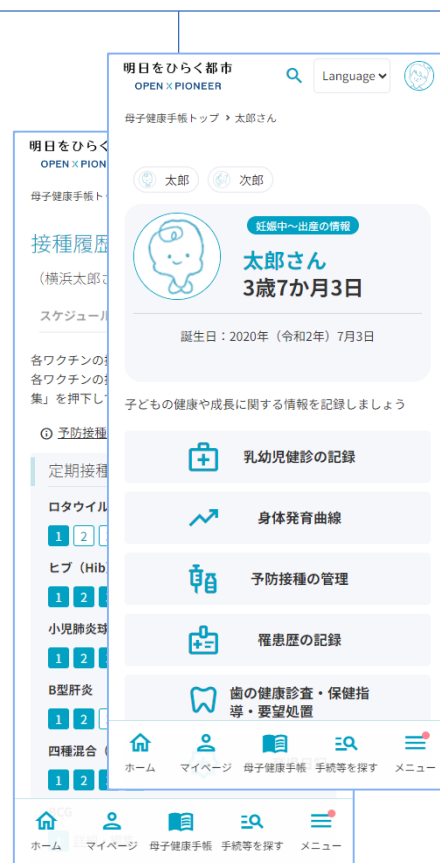 明日をひらく都市
OPEN X PIONEER
Language
母子健康手帳トップ > 太郎さん
太郎
次郎
妊娠中～出産の情報
太郎さん
3歳7か月3日
誕生日：2020年（令和2年）7月3日
子どもの健康や成長に関する情報を記録しましょう
乳幼児健診の記録
身体発育曲線
予防接種の管理
罹患歴の記録
歯の健康診査・保健指
導・要望処置
ホーム
マイページ
母子健康手帳
手続等を探す
メニュー
明日をひらく
OPEN X PION
母子健康手帳ト
接種履歴
（横浜太郎さ
スケジュール
各ワクチンの
各ワクチンの
集」を押下し
予防接種
定期接種
ロタウイル
1 2
ヒブ（Hib
1 2
小児肺炎球
1 2
B型肝炎
1 2
四種混合（
1 2
BCG
1
ホーム
マイページ
母子健康手帳
手続等を探す
メニュー